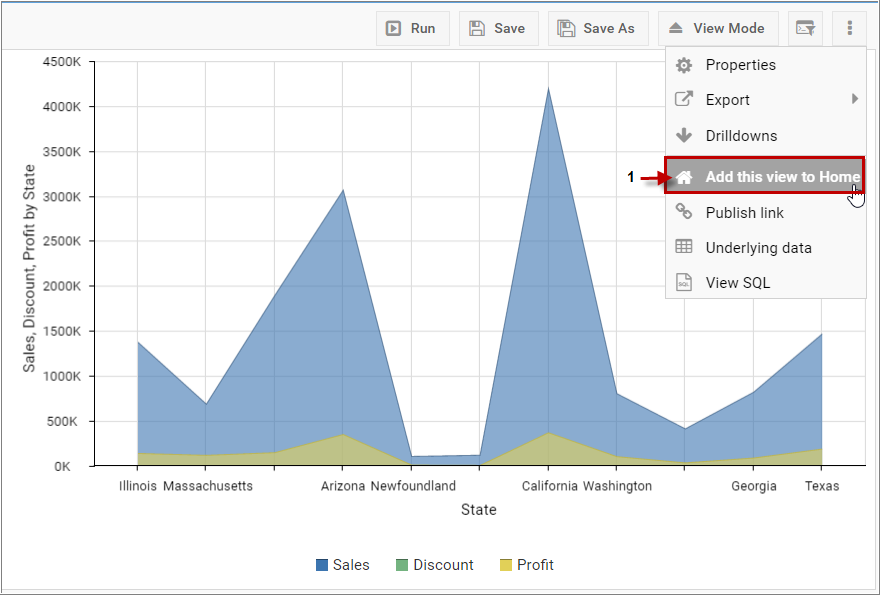 Run Save Save As View Mode
Properties
Export
Drilldowns
1 Add this view to Home
Publish link
Underlying data
SQL View SQL
Sales, Discount, Profit by State
4500K
4000K
3500K
3000K
2500K
2000K
1500K
1000K
500K
0K
Illinois Massachusetts Arizona Newfoundland California Washington Georgia Texas
State
Sales Discount Profit